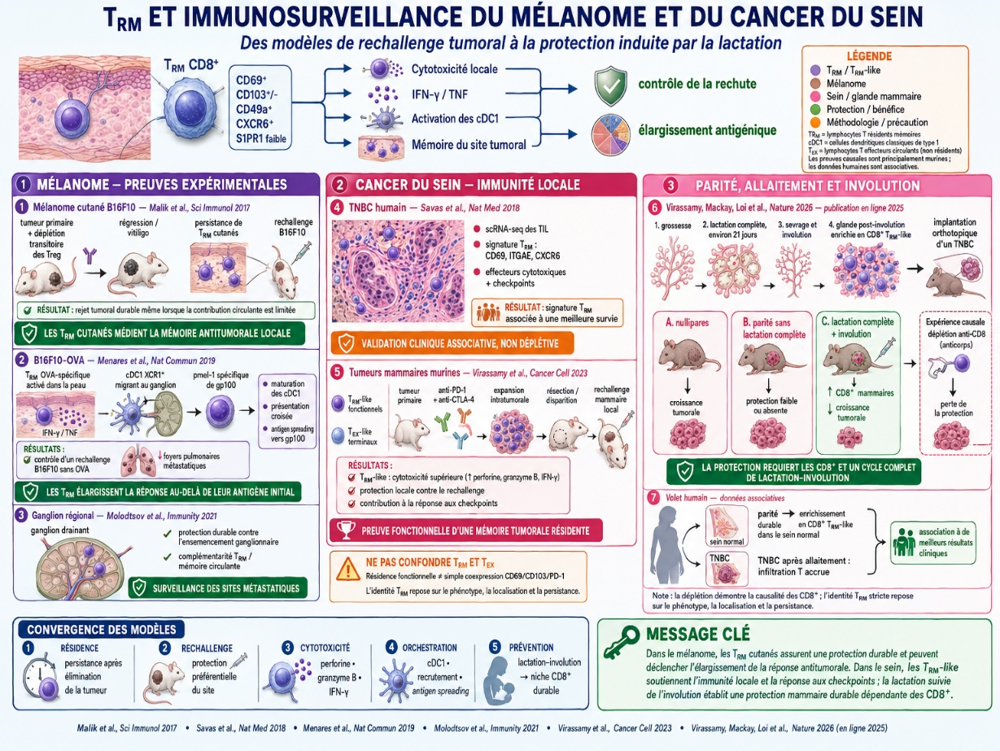 TRM ET IMMUNOSURVEILLANCE DU MÉLANOME ET DU CANCER DU SEIN
Des modèles de rechallenge tumoral à la protection induite par la lactation
TRM CD8⁺
CD69⁺
CD103⁺/-
CD49a⁺
CXCR6⁺
S1PR1 faible
Cytotoxicité locale
IFN-γ / TNF
Activation des cDC1
Mémoire du site tumoral
contrôle de la rechute
élargissement antigénique
LÉGENDE
TRM / TRM-like
Mélanome
Sein / glande mammaire
Protection / bénéfice
Méthodologie / précaution
TRM = lymphocytes T résidents mémoires
cDC1 = cellules dendritiques classiques de type 1
TEX = lymphocytes T effecteurs circulants (non résidents)
Les preuves causales sont principalement murines ;
les données humaines sont associatives.
1 MÉLANOME — PREUVES EXPÉRIMENTALES
1 Mélanome cutané B16F10 — Malik et al., Sci Immunol 2017
tumeur primaire
+ déplétion
transitoire
des Treg
régression /
vitiligo
persistance de
TRM cutanés
rechallenge
B16F10
RÉSULTAT : rejet tumoral durable même lorsque la contribution circulante est limitée
LES TRM CUTANÉS MÉDIENT LA MÉMOIRE ANTITUMORALE LOCALE
2 B16F10-OVA — Menares et al., Nat Commun 2019
TRM OVA-spécifique
activé dans la peau
IFN-γ / TNF
cDC1 XCR1⁺
migrant au ganglion
pmel-1 spécifique
de gp100
• maturation
des cDC1
• présentation
croisée
• antigen spreading
vers gp100
RÉSULTATS :
contrôle d'un rechallenge
B16F10 sans OVA
↓ foyers pulmonaires
métastatiques
LES TRM ÉLARGISSENT LA RÉPONSE AU-DELÀ DE LEUR ANTIGÈNE INITIAL
3 Ganglion régional — Molodtsov et al., Immunity 2021
ganglion drainant
protection durable contre
l'ensemencement ganglionnaire
complémentarité TRM /
mémoire circulante
SURVEILLANCE DES SITES MÉTASTATIQUES
2 CANCER DU SEIN — IMMUNITÉ LOCALE
4 TNBC humain — Savas et al., Nat Med 2018
scRNA-seq des TIL
signature TRM :
CD69, ITGAE, CXCR6
effecteurs cytotoxiques
+ checkpoints
RÉSULTAT : signature TRM
associée à une meilleure survie
VALIDATION CLINIQUE ASSOCIATIVE, NON DÉPLÉTIVE
5 Tumeurs mammaires murines — Virassamy et al., Cancer Cell 2023
TRM-like
fonctionnels
TEX-like
terminaux
tumeur
primaire
anti-PD-1
+ anti-CTLA-4
expansion
intratumorale
résection /
disparition
rechallenge
mammaire
local
RÉSULTATS :
TRM-like : cytotoxicité supérieure (↑ perforine, granzyme B, IFN-γ)
protection locale contre le rechallenge
contribution à la réponse aux checkpoints
PREUVE FONCTIONNELLE D'UNE MÉMOIRE TUMORALE RÉSIDENTE
NE PAS CONFONDRE TRM ET TEX
Résidence fonctionnelle ≠ simple coexpression CD69/CD103/PD-1
L'identité TRM repose sur le phénotype, la localisation et la persistance.
3 PARITÉ, ALLAITEMENT ET INVOLUTION
6 Virassamy, Mackay, Loi et al., Nature 2026 — publication en ligne 2025
1. grossesse
2. lactation complète,
environ 21 jours
3. sevrage et
involution
4. glande post-involution
enrichie en CD8⁺ TRM-like
implantation
orthotopique
d'un TNBC
A. nullipares
croissance
tumorale
B. parité sans
lactation complète
protection faible
ou absente
C. lactation complète
+ involution
↑ CD8⁺ mammaires
↓ croissance
tumorale
Expérience causale
déplétion anti-CD8
(anticorps)
perte de
la protection
LA PROTECTION REQUIERT LES CD8⁺ ET UN CYCLE COMPLET
DE LACTATION–INVOLUTION
7 Volet humain — données associatives
sein normal
parité → enrichissement
durable en CD8⁺ TRM-like
dans le sein normal
TNBC
TNBC après allaitement :
infiltration T accrue
association à de
meilleurs résultats
cliniques
Note : la déplétion démontre la causalité des CD8⁺ ; l'identité TRM stricte repose
sur le phénotype, la localisation et la persistance.
CONVERGENCE DES MODÈLES
1 RÉSIDENCE
persistance après
élimination
de la tumeur
2 RECHALLENGE
protection
préférentielle
du site
3 CYTOTOXICITÉ
perforine •
granzyme B •
IFN-γ
4 ORCHESTRATION
cDC1 •
recrutement •
antigen spreading
5 PRÉVENTION
lactation–involution
→ niche CD8⁺
durable
MESSAGE CLÉ
Dans le mélanome, les TRM cutanés assurent une protection durable et peuvent
déclencher l'élargissement de la réponse antitumorale. Dans le sein, les TRM-like
soutiennent l'immunité locale et la réponse aux checkpoints ; la lactation suivie
de l'involution établit une protection mammaire durable dépendante des CD8⁺.
Malik et al., Sci Immunol 2017 • Savas et al., Nat Med 2018 • Menares et al., Nat Commun 2019 • Molodtsov et al., Immunity 2021 • Virassamy et al., Cancer Cell 2023 • Virassamy, Mackay, Loi et al., Nature 2026 (en ligne 2025)